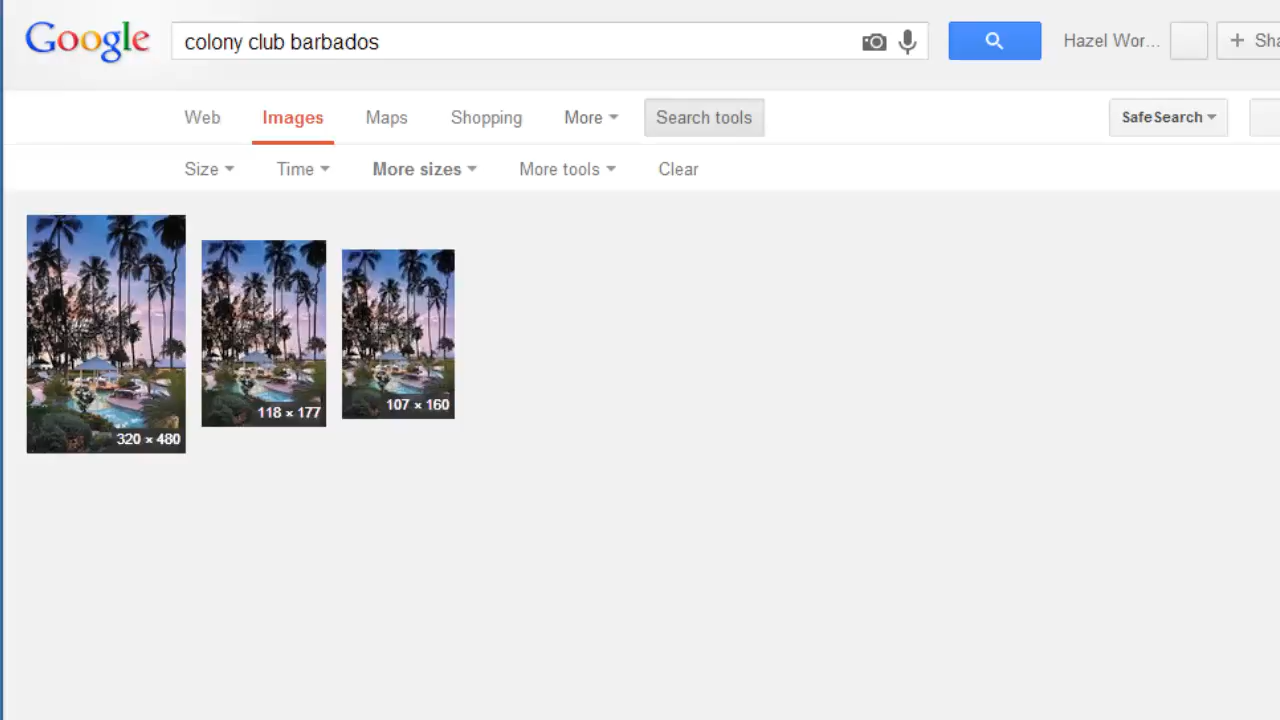 Google colony club barbados Hazel Wor... + Sha
Web Images Maps Shopping More Search tools SafeSearch
Size Time More sizes More tools Clear
320 × 480
118 × 177
107 × 160